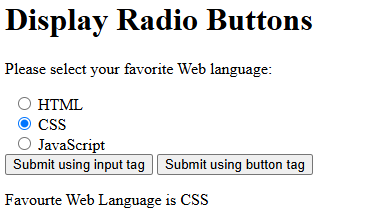 Display Radio Buttons
Please select your favorite Web language:
HTML
CSS
JavaScript
Submit using input tag Submit using button tag
Favourte Web Language is CSS